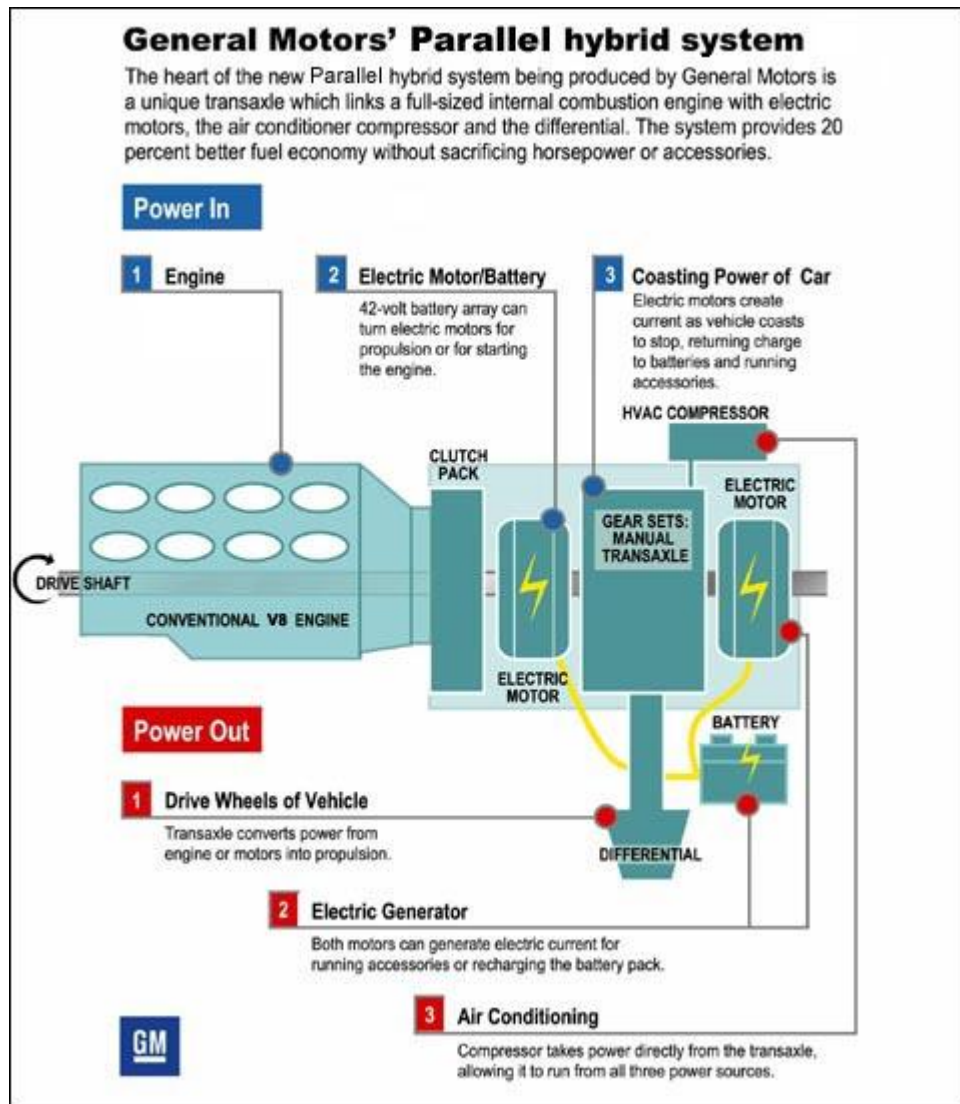 General Motors' Parallel hybrid system
The heart of the new Parallel hybrid system being produced by General Motors is
a unique transaxle which links a full-sized internal combustion engine with electric
motors, the air conditioner compressor and the differential. The system provides 20
percent better fuel economy without sacrificing horsepower or accessories.
Power In
1 Engine
2 Electric Motor/Battery
42-volt battery array can
turn electric motors for
propulsion or for starting
the engine.
3 Coasting Power of Car
Electric motors create
current as vehicle coasts
to stop, returning charge
to batteries and running
accessories.
HVAC COMPRESSOR
CLUTCH
PACK
ELECTRIC
MOTOR
GEAR SETS:
MANUAL
TRANSAXLE
DRIVE SHAFT
CONVENTIONAL V8 ENGINE
ELECTRIC
MOTOR
BATTERY
Power Out
1 Drive Wheels of Vehicle
Transaxle converts power from
engine or motors into propulsion.
DIFFERENTIAL
2 Electric Generator
Both motors can generate electric current for
running accessories or recharging the battery pack.
3 Air Conditioning
Compressor takes power directly from the transaxle,
allowing it to run from all three power sources.
GM